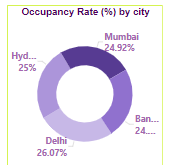 Occupancy Rate (%) by city
Mumbai
24.92%
Hyd...
25%
Ban...
24....
Delhi
26.07%